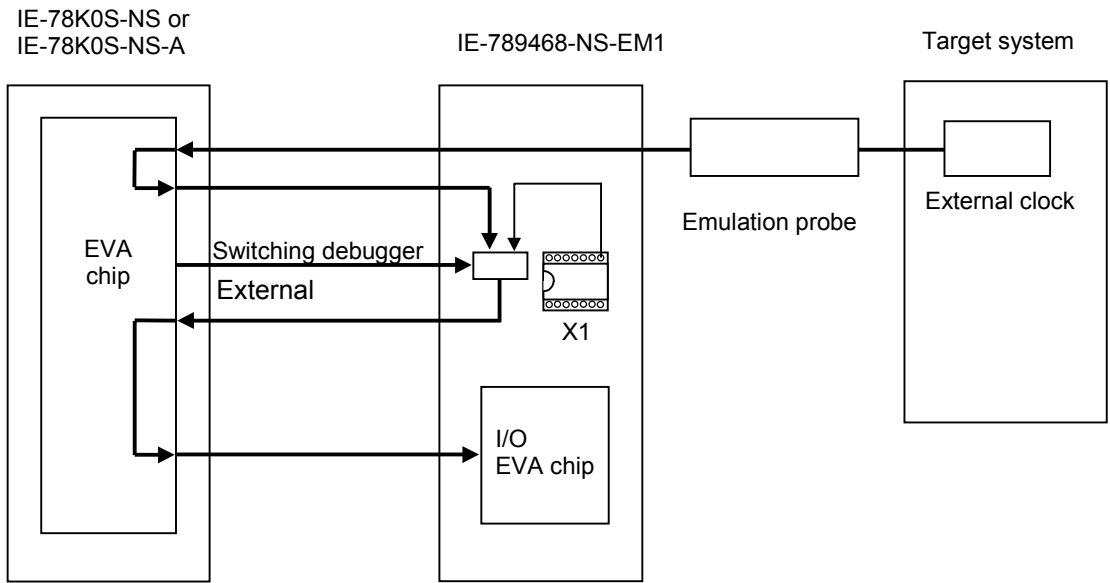 IE-78K0S-NS or
IE-78K0S-NS-A
IE-789468-NS-EM1
Target system
External clock
Emulation probe
EVA
chip
Switching debugger
External
X1
I/O
EVA chip